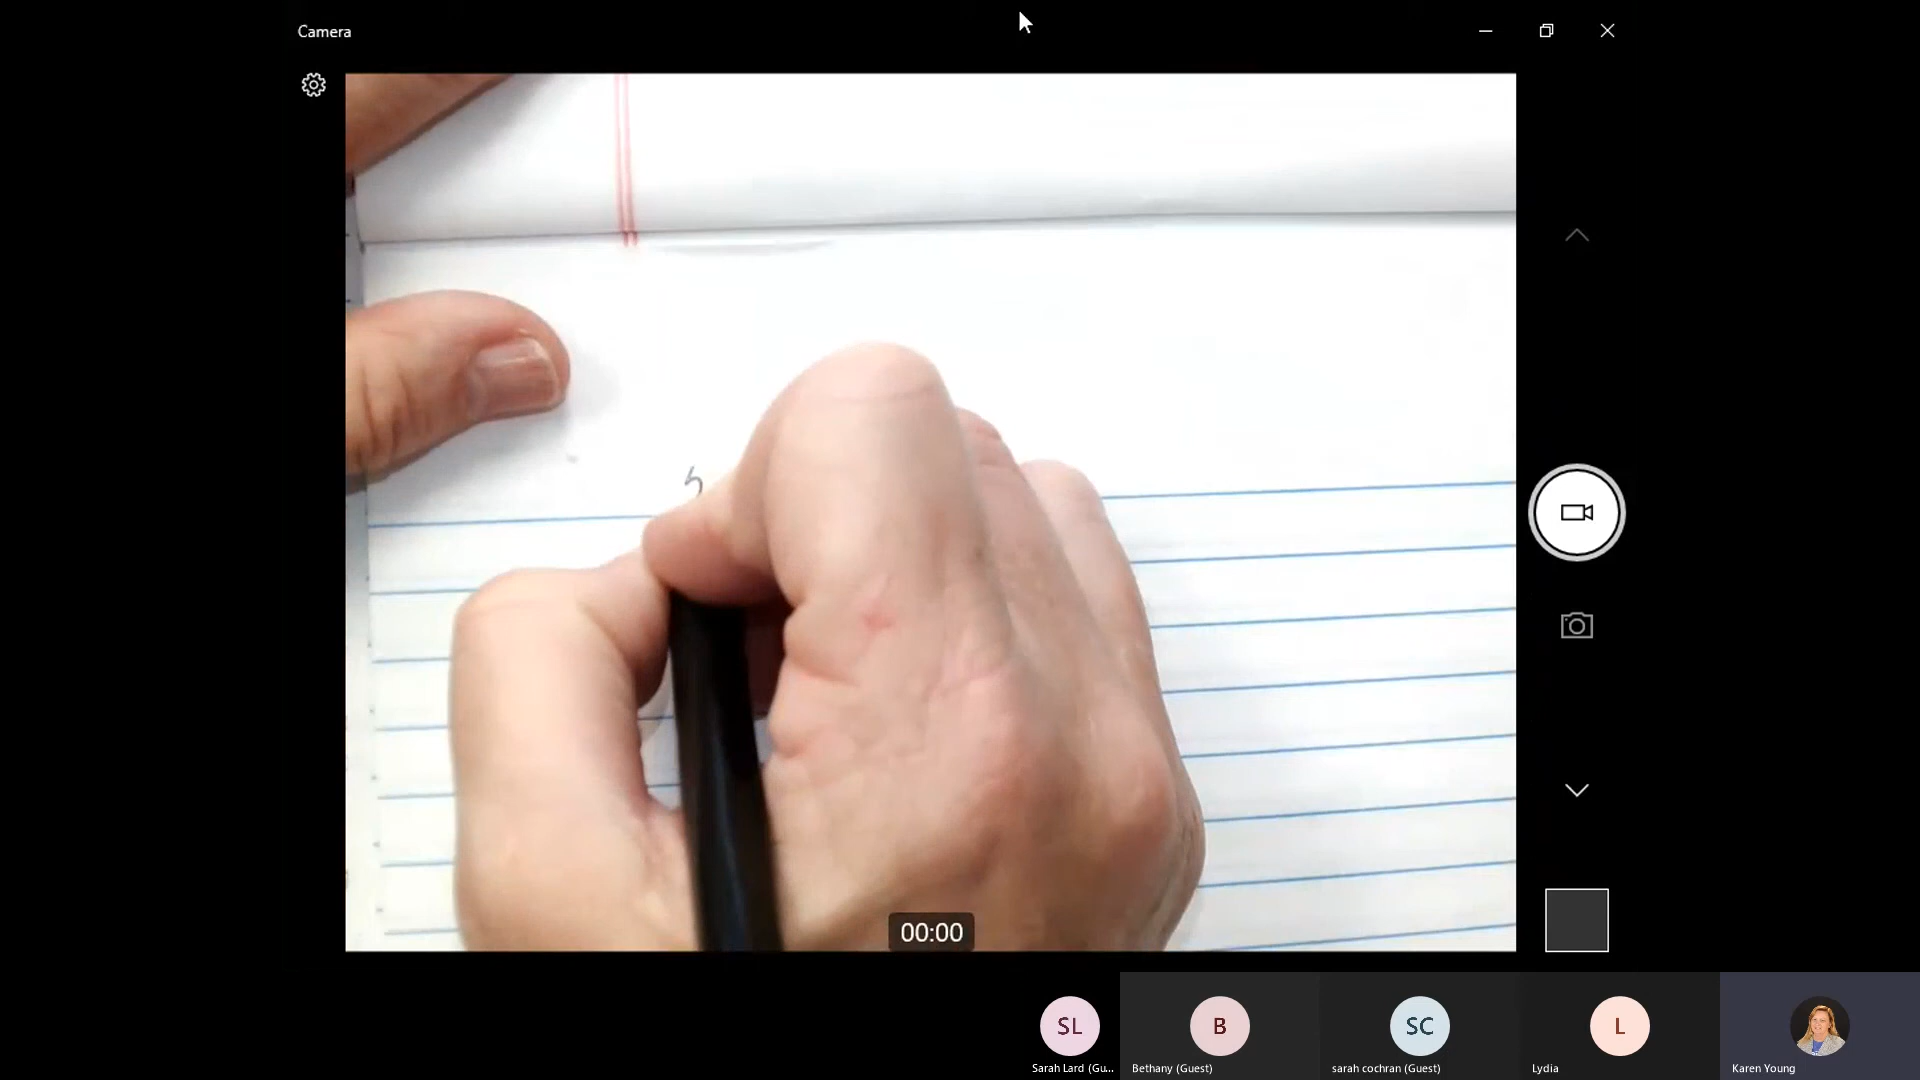 Camera
00:00
SL
B
SC
L
Sarah Lard (Gu...
Bethany (Guest)
sarah cochran (Guest)
Lydia
Karen Young